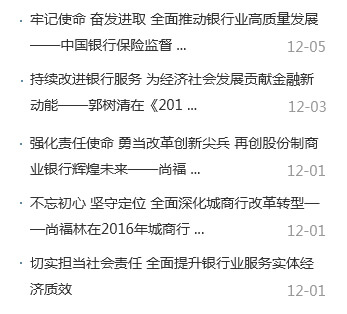 · 牢记使命 奋发进取 全面推动银行业高质量发展
——中国银行保险监督 ...
12-05
· 持续改进银行服务 为经济社会发展贡献金融新
动能——郭树清在《201 ...
12-03
· 强化责任使命 勇当改革创新尖兵 再创股份制商
业银行辉煌未来——尚福 ...
12-01
· 不忘初心 坚守定位 全面深化城商行改革转型—
—尚福林在2016年城商行 ...
12-01
· 切实担当社会责任 全面提升银行业服务实体经
济质效
12-01